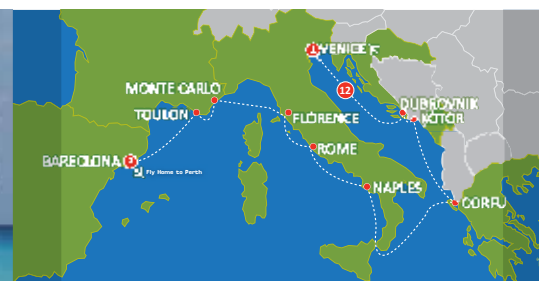 1 VENICE
MONTE CARLO
12
TOULON
FLORENCE
DUBROVNIK
KOTOR
ROME
BARCELONA 3
Fly Home to Perth
NAPLES
CORFU